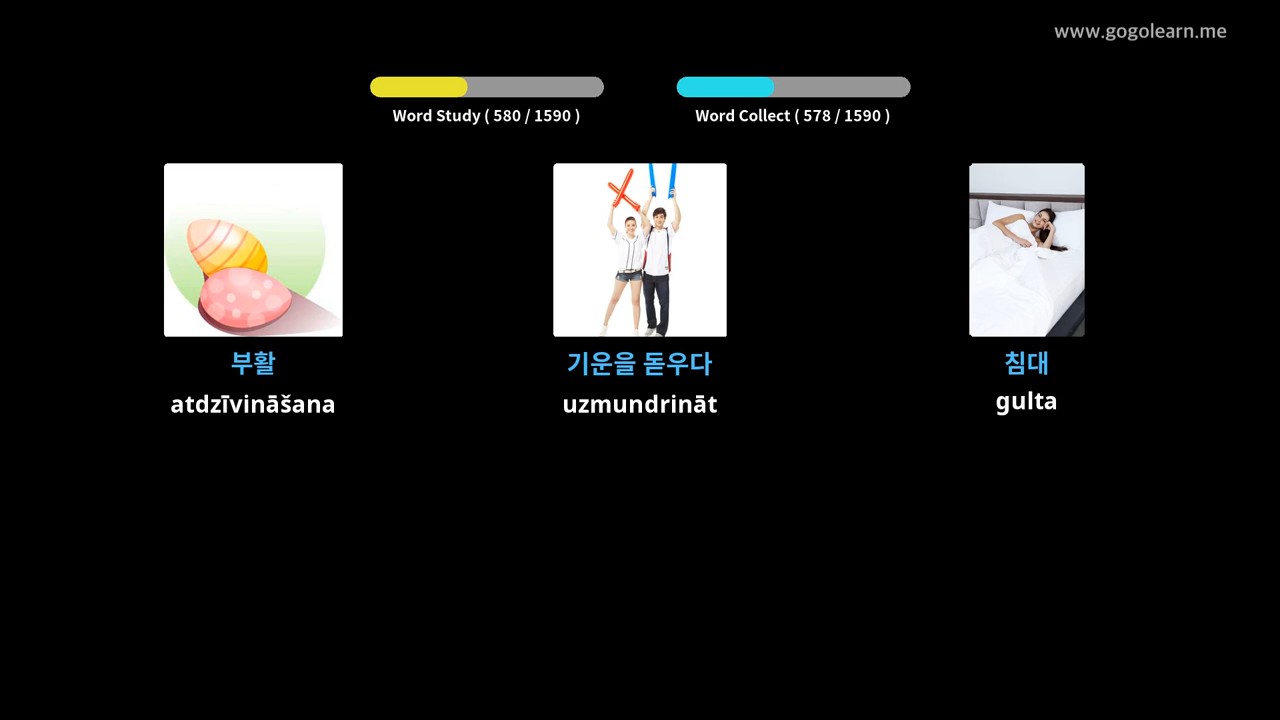 www.gogolearn.me
Word Study ( 580 / 1590 )
Word Collect ( 578 / 1590 )
부활
기운을 돋우다
침대
atdzīvināšana
uzmundrināt
gulta